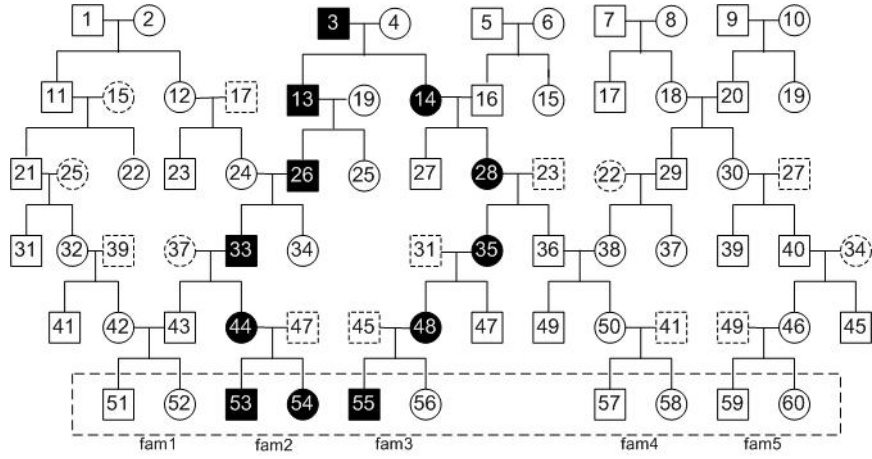 1 2 3 4 5 6 7 8 9 10
11 15 12 17 13 19 14 16 15 17 18 20 19
21 25 22 23 24 26 25 27 28 23 22 29 30 27
31 32 39 37 33 34 31 35 36 38 37 39 40 34
41 42 43 44 47 45 48 47 49 50 41 49 46 45
51 52 53 54 55 56 57 58 59 60
fam1 fam2 fam3 fam4 fam5